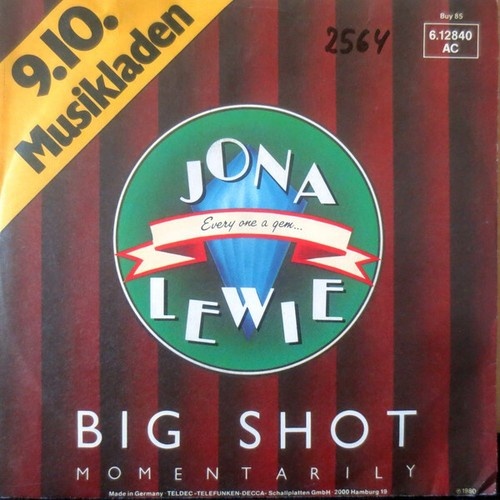 9.10.
Musikladen
2564
Buy 85
6.12840
AC
JONA
Every one a gem...
LEWIE
BIG SHOT
MOMENTARILY
Made in Germany TELDEC-TELEFUNKEN-DECCA-Schallplatten GmbH · 2000 Hamburg 19
℗ 1980